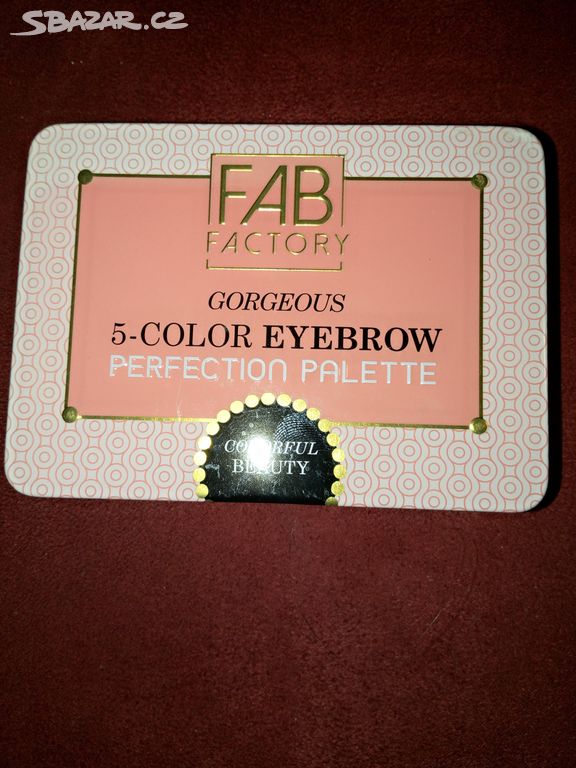 SBAZAR.CZ
FAB
FACTORY
GORGEOUS
5-COLOR EYEBROW
PERFECTION PALETTE
COLORFUL
BEAUTY